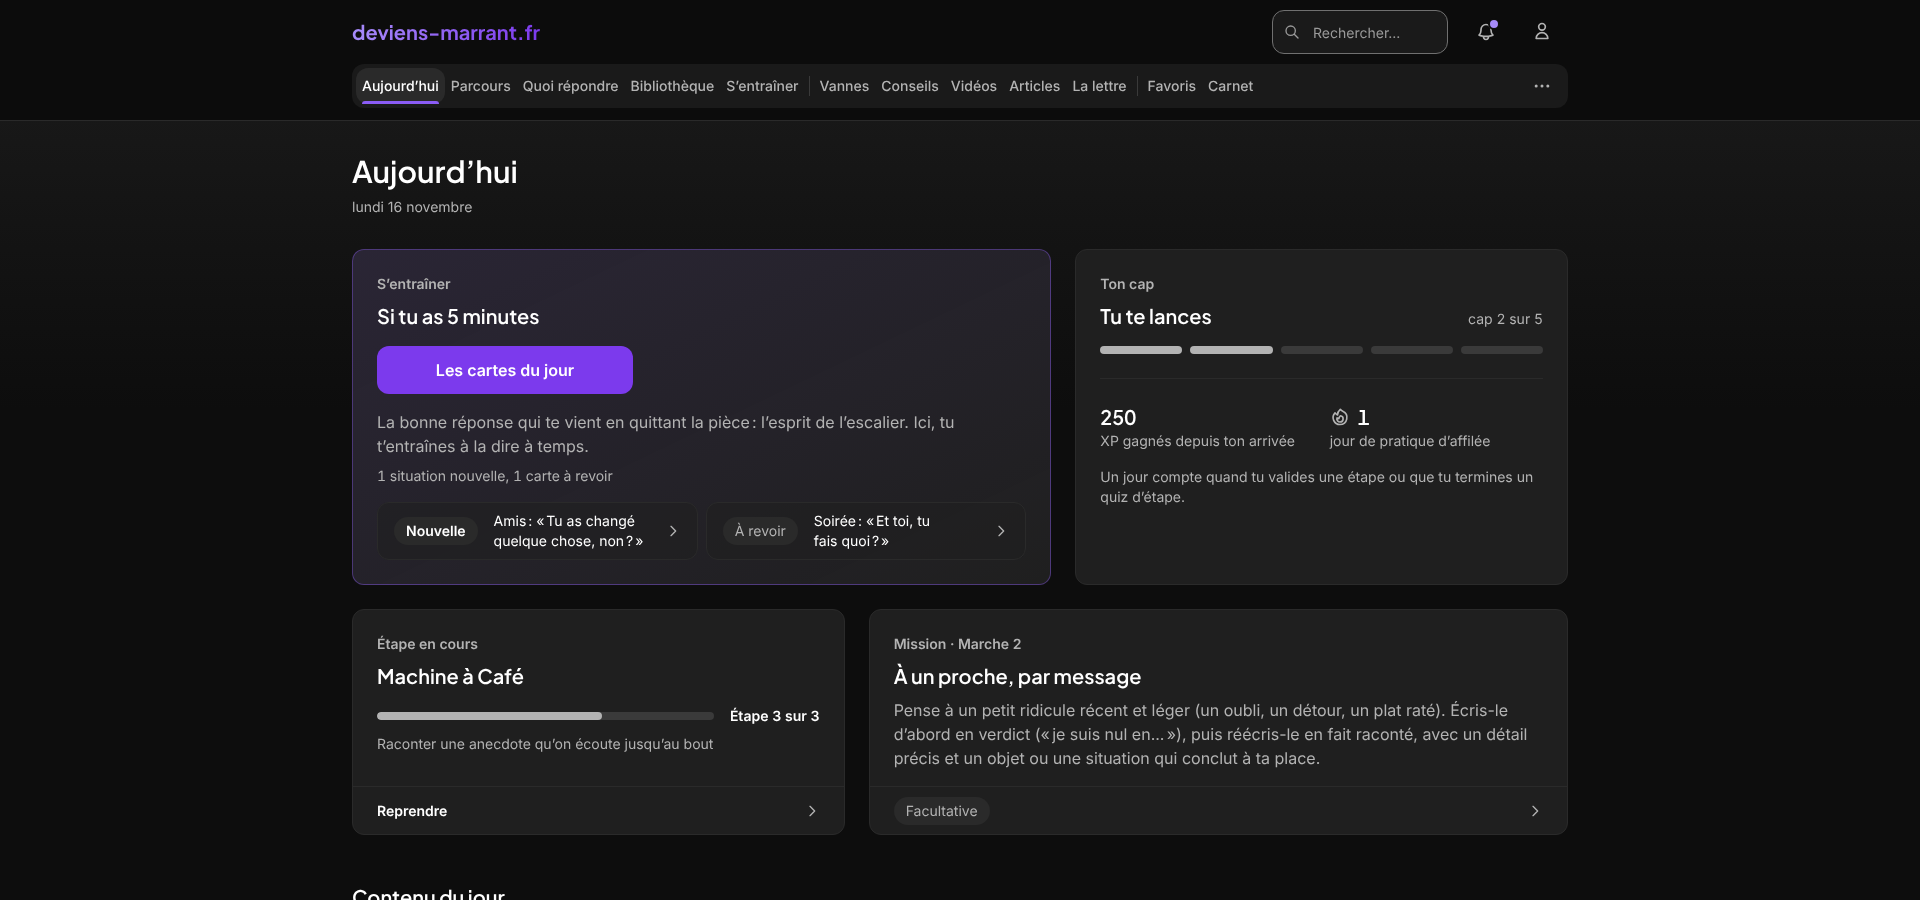 deviens-marrant.fr
Rechercher...
Aujourd’hui Parcours Quoi répondre Bibliothèque S’entraîner Vannes Conseils Vidéos Articles La lettre Favoris Carnet
Aujourd’hui
lundi 16 novembre
S’entraîner
Si tu as 5 minutes
Les cartes du jour
La bonne réponse qui te vient en quittant la pièce : l’esprit de l’escalier. Ici, tu
t’entraînes à la dire à temps.
1 situation nouvelle, 1 carte à revoir
Nouvelle
Amis : « Tu as changé
quelque chose, non ? »
À revoir
Soirée : « Et toi, tu
fais quoi ? »
Ton cap
Tu te lances
cap 2 sur 5
250
XP gagnés depuis ton arrivée
1
jour de pratique d’affilée
Un jour compte quand tu valides une étape ou que tu termines un
quiz d’étape.
Étape en cours
Machine à Café
Étape 3 sur 3
Raconter une anecdote qu’on écoute jusqu’au bout
Reprendre
Mission · Marche 2
À un proche, par message
Pense à un petit ridicule récent et léger (un oubli, un détour, un plat raté). Écris-le
d’abord en verdict (« je suis nul en… »), puis réécris-le en fait raconté, avec un détail
précis et un objet ou une situation qui conclut à ta place.
Facultative
Contenu du jour